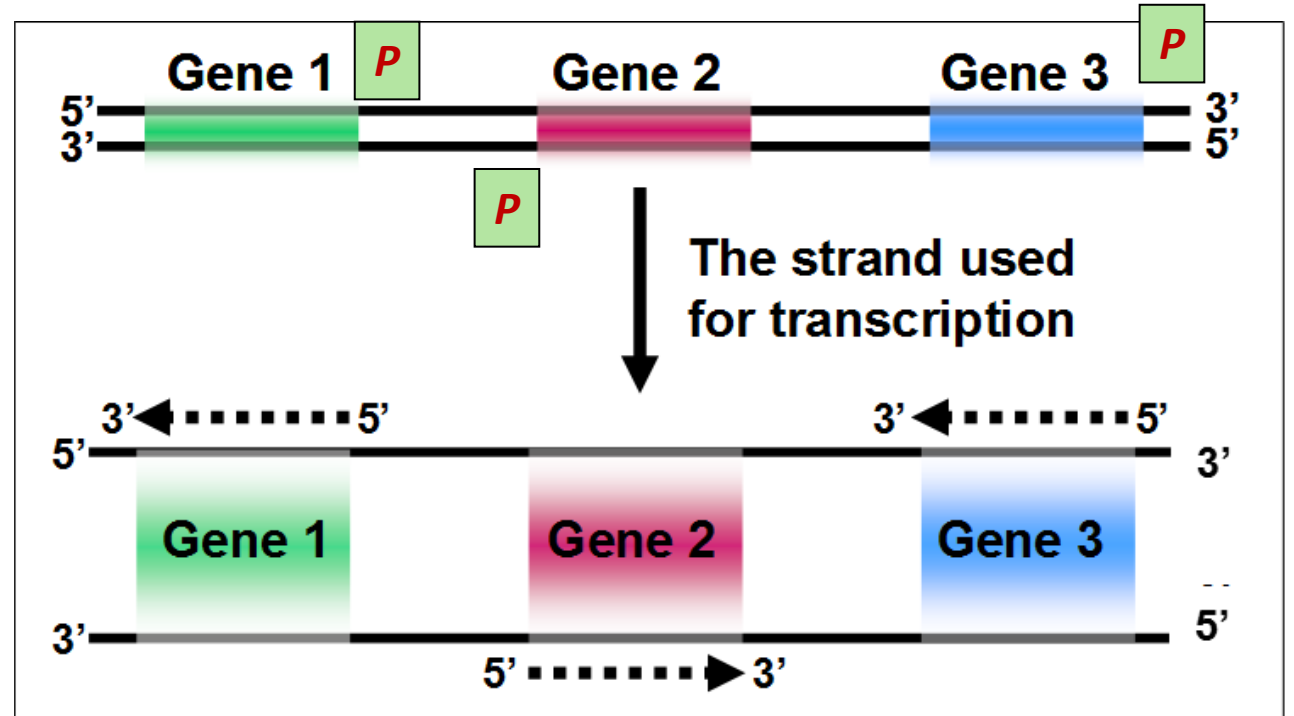 P
P
Gene 1 Gene 2 Gene 3
5’ 3’
3’ 5’
P
The strand used
for transcription
3’ 5’ 3’ 5’
5’ 3’
Gene 1 Gene 2 Gene 3
3’ 5’
5’ 3’